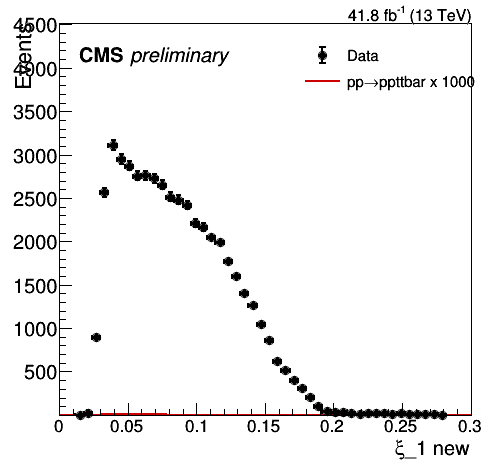 41.8 fb⁻¹ (13 TeV)
Events
CMS preliminary
Data
pp→ppttbar x 1000
4500
4000
3500
3000
2500
2000
1500
1000
500
0 0.05 0.1 0.15 0.2 0.25 0.3
ξ_1 new